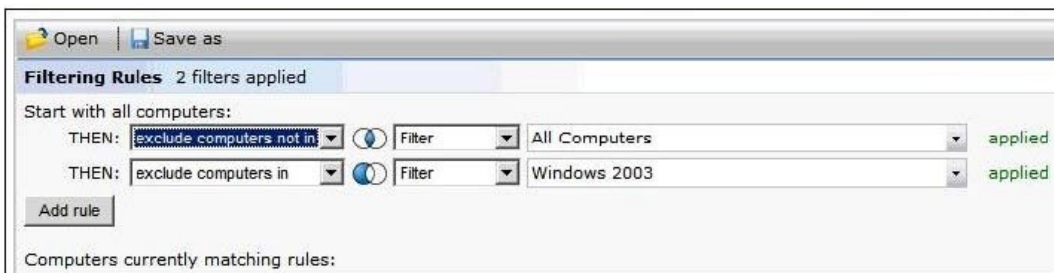 Open Save as
Filtering Rules 2 filters applied
Start with all computers:
THEN: exclude computers not in Filter All Computers applied
THEN: exclude computers in Filter Windows 2003 applied
Add rule
Computers currently matching rules: